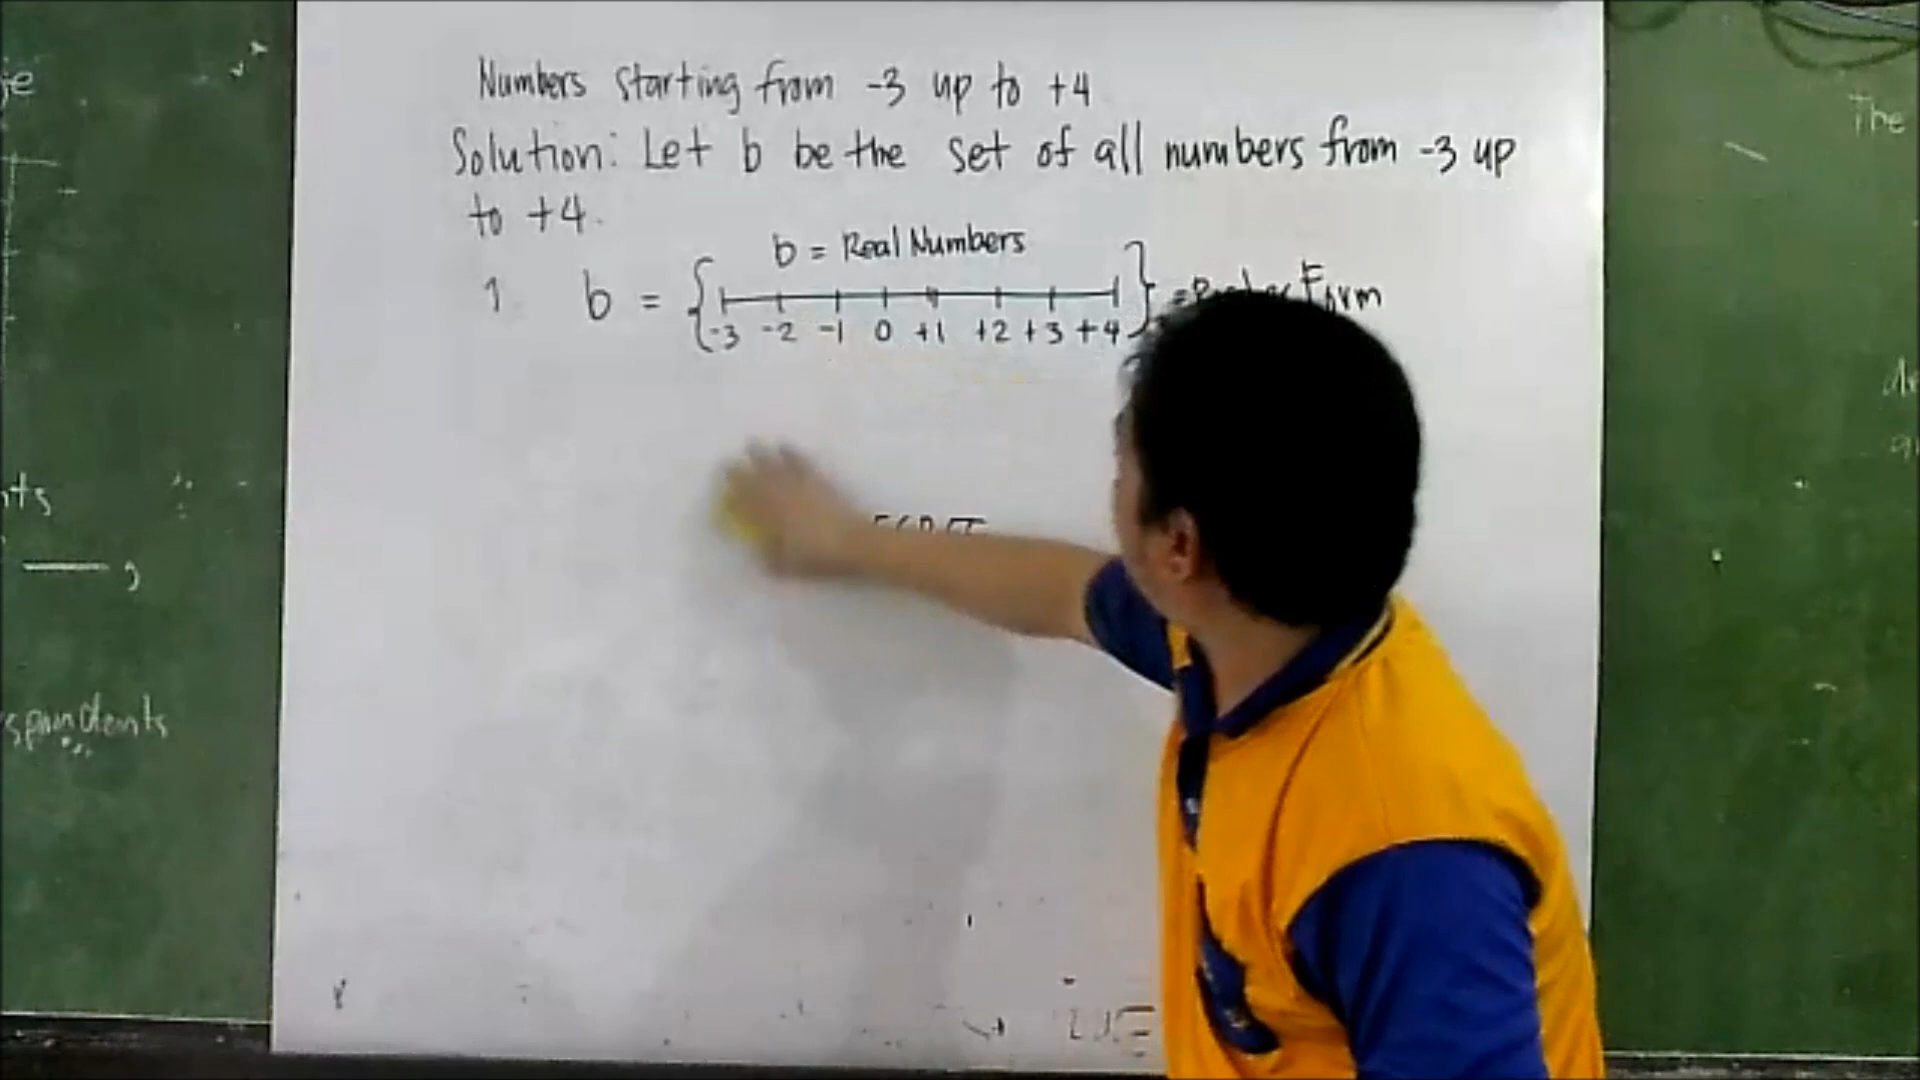 Numbers starting from -3 up to +4
Solution: Let b be the set of all numbers from -3 up
to +4.
b = Real Numbers
1. b = { } = Form
-3 -2 -1 0 +1 +2 +3 +4
The